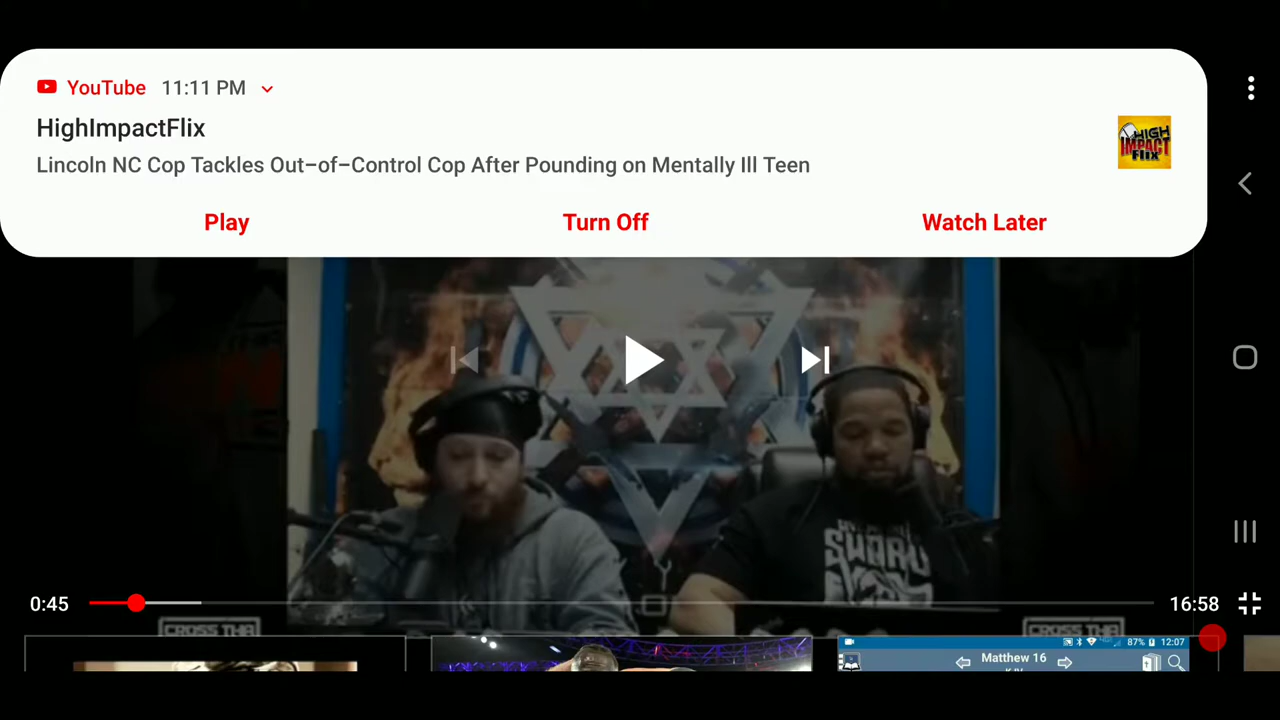 YouTube 11:11 PM
HighImpactFlix
Lincoln NC Cop Tackles Out-of-Control Cop After Pounding on Mentally Ill Teen
HIGH
IMPACT
FLIX
Play Turn Off Watch Later
SWORD
0:45 16:58
CROSS THA CROSS THA
87% 12:07
Matthew 16